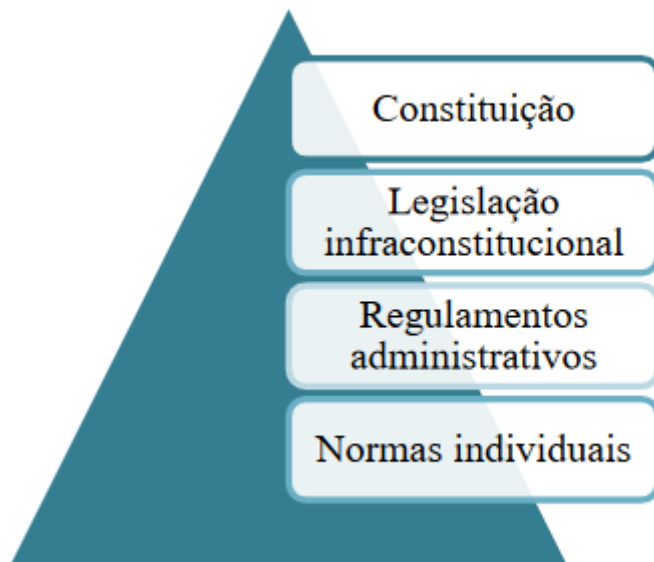 Constituição
Legislação
infraconstitucional
Regulamentos
administrativos
Normas individuais